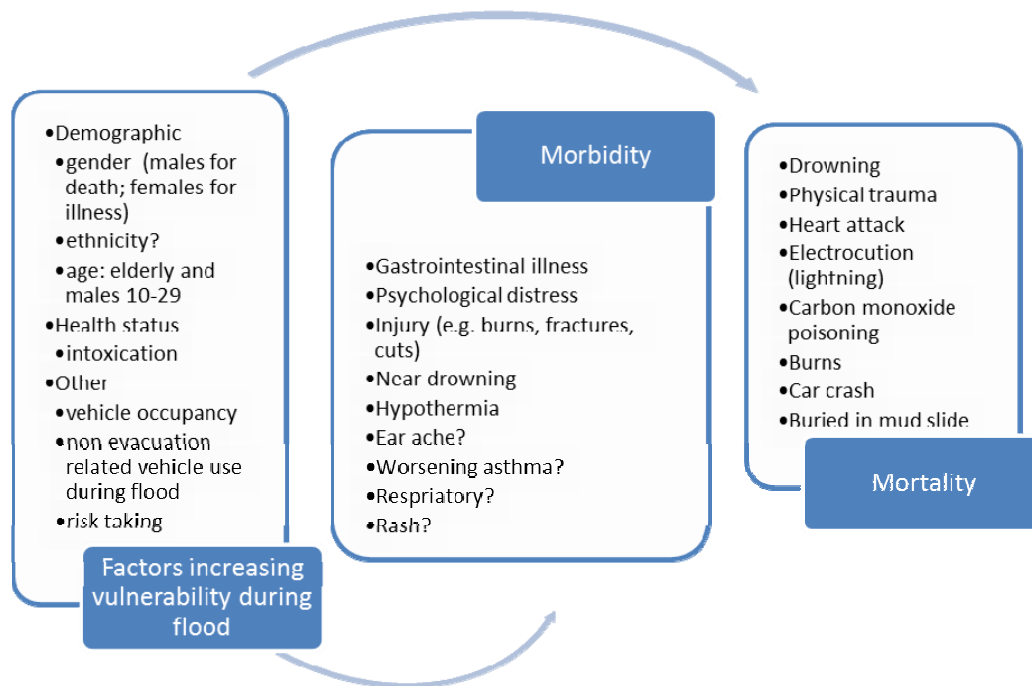 •Demographic
•gender (males for
death; females for
illness)
•ethnicity?
•age: elderly and
males 10-29
•Health status
•intoxication
•Other
•vehicle occupancy
•non evacuation
related vehicle use
during flood
•risk taking
Factors increasing
vulnerability during
flood
Morbidity
•Gastrointestinal illness
•Psychological distress
•Injury (e.g. burns, fractures,
cuts)
•Near drowning
•Hypothermia
•Ear ache?
•Worsening asthma?
•Respriatory?
•Rash?
•Drowning
•Physical trauma
•Heart attack
•Electrocution
(lightning)
•Carbon monoxide
poisoning
•Burns
•Car crash
•Buried in mud slide
Mortality